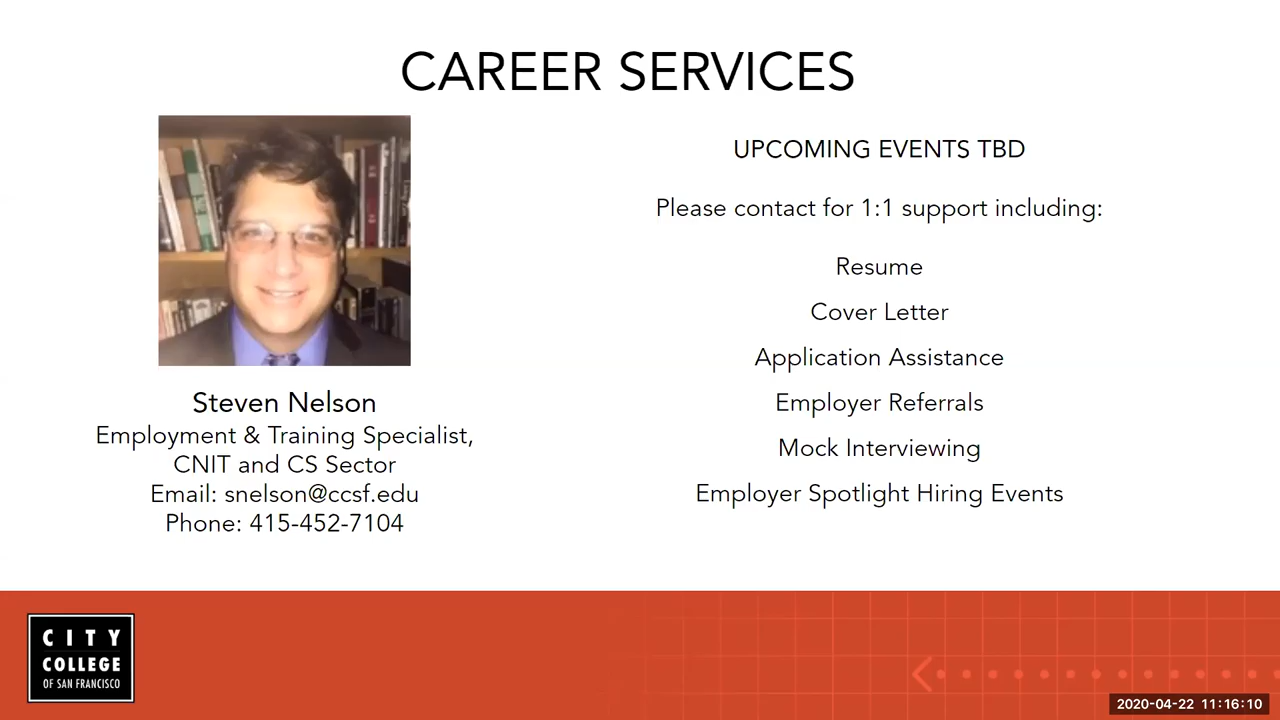 CAREER SERVICES
Steven Nelson
Employment & Training Specialist,
CNIT and CS Sector
Email: snelson@ccsf.edu
Phone: 415-452-7104
UPCOMING EVENTS TBD
Please contact for 1:1 support including:
Resume
Cover Letter
Application Assistance
Employer Referrals
Mock Interviewing
Employer Spotlight Hiring Events
CITY
COLLEGE
OF SAN FRANCISCO
2020-04-22 11:16:10